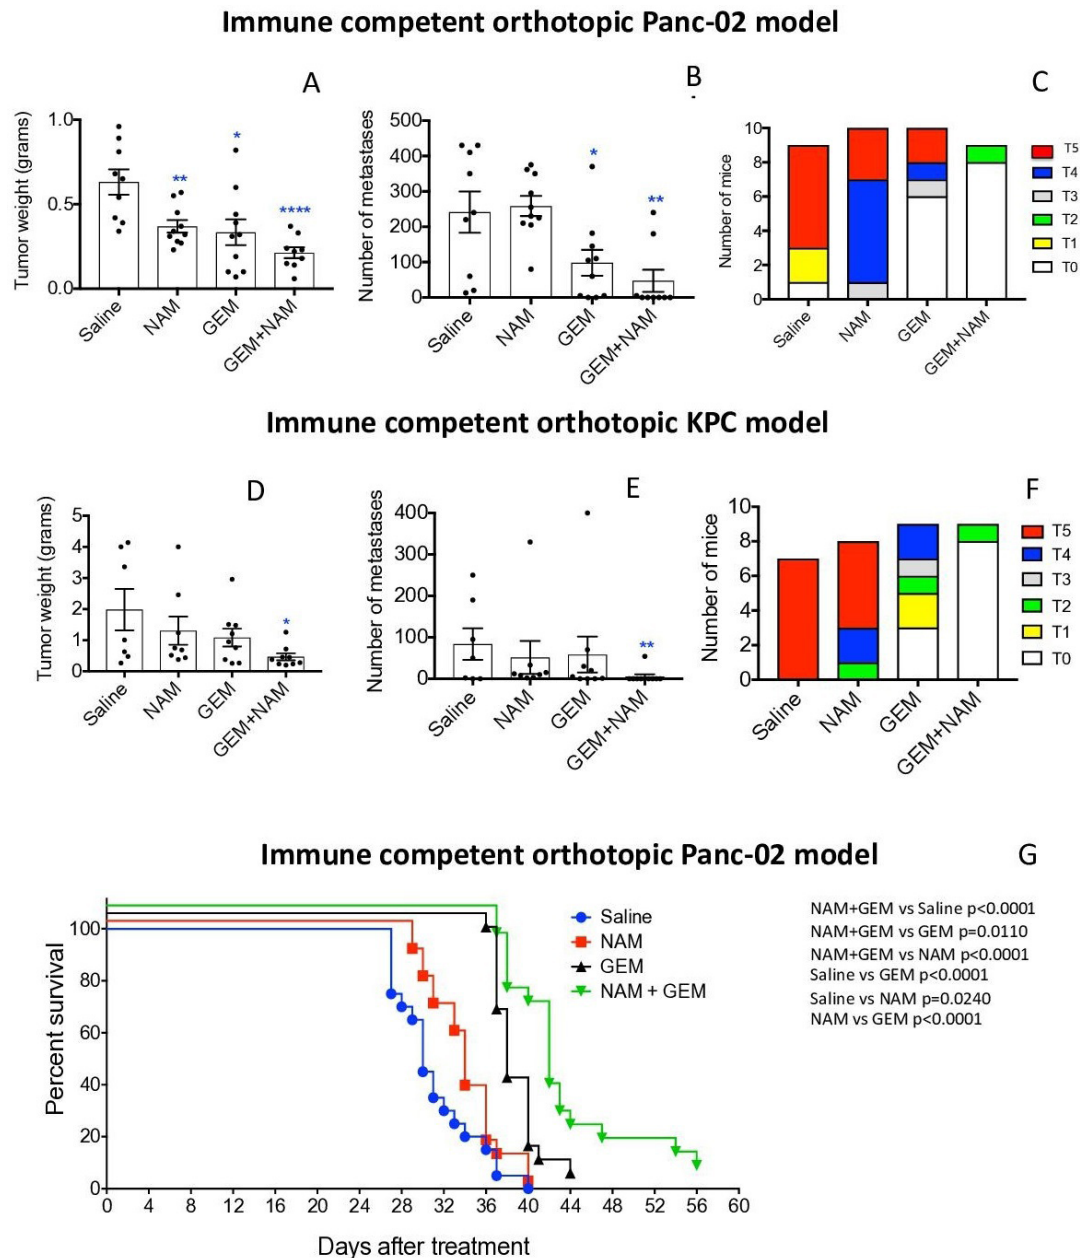 Immune competent orthotopic Panc-02 model
A
B
C
Tumor weight (grams)
1.0
0.5
0.0
*
**
****
Saline
NAM
GEM
GEM+NAM
Number of metastases
500
400
300
200
100
0
*
**
Saline
NAM
GEM
GEM+NAM
Number of mice
10
8
6
4
2
0
Saline
NAM
GEM
GEM+NAM
T5
T4
T3
T2
T1
T0
Immune competent orthotopic KPC model
D
E
F
Tumor weight (grams)
5
4
3
2
1
0
*
Saline
NAM
GEM
GEM+NAM
Number of metastases
400
300
200
100
0
**
Saline
NAM
GEM
GEM+NAM
Number of mice
10
8
6
4
2
0
Saline
NAM
GEM
GEM+NAM
T5
T4
T3
T2
T1
T0
Immune competent orthotopic Panc-02 model
G
Percent survival
100
80
60
40
20
0
0 4 8 12 16 20 24 28 32 36 40 44 48 52 56 60
Days after treatment
Saline
NAM
GEM
NAM + GEM
NAM+GEM vs Saline p<0.0001
NAM+GEM vs GEM p=0.0110
NAM+GEM vs NAM p<0.0001
Saline vs GEM p<0.0001
Saline vs NAM p=0.0240
NAM vs GEM p<0.0001